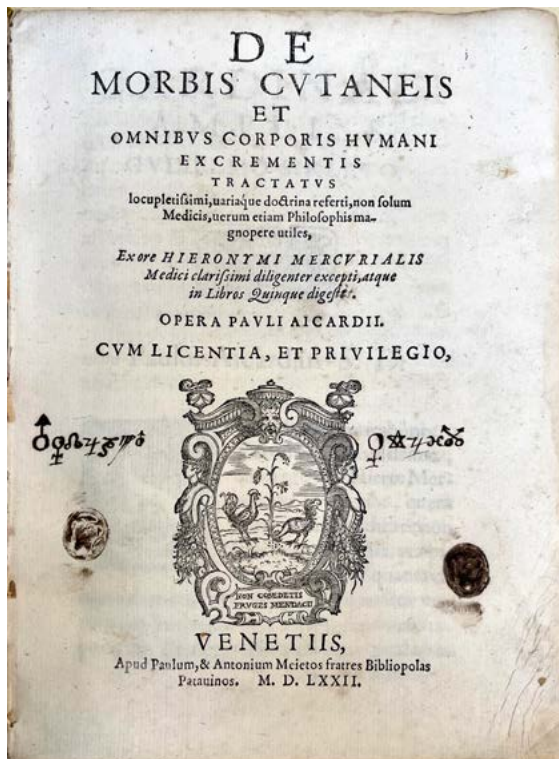 DE
MORBIS CVTANEIS
ET
OMNIBVS CORPORIS HVMANI
EXCREMENTIS
TRACTATVS
locupletiſsimi, uariaque doctrina referti, non ſolum
Medicis, uerum etiam Philoſophis ma-
gnopere utiles,
Ex ore HIERONYMI MERCVRIALIS
Medici clariſsimi diligenter excepti, atque
in Libros Quinque digeſti.
OPERA PAVLI AICARDII.
CVM LICENTIA, ET PRIVILEGIO,
NON COMEDETIS
FRVGES MENDACII
VENETIIS,
Apud Paulum, & Antonium Meietos fratres Bibliopolas
Patauinos. M. D. LXXII.